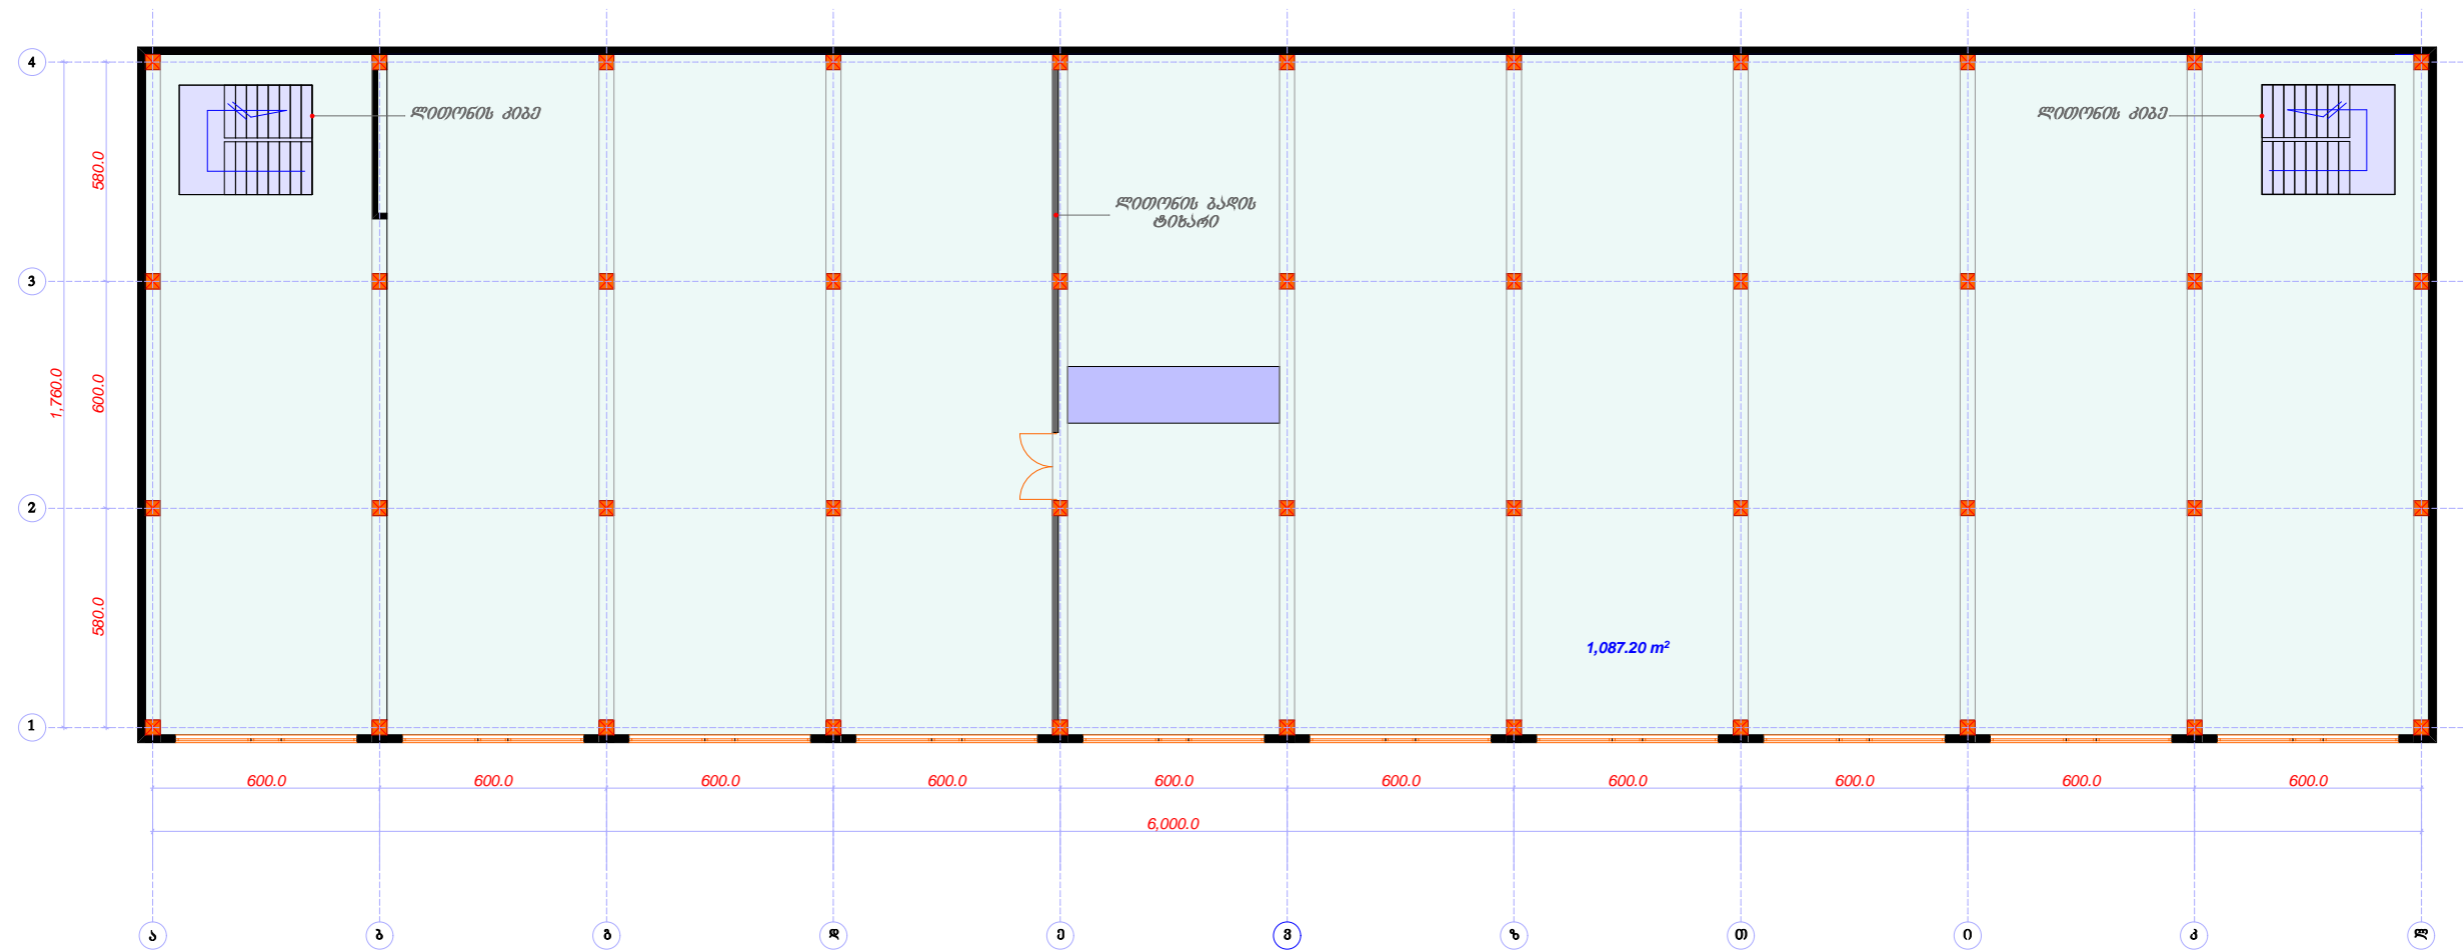 4
ლითონის კიბე
ლითონის კიბე
580.0
ლითონის ბადის
ტიხარი
3
1,760.0
600.0
2
580.0
1,087.20 m²
1
600.0 600.0 600.0 600.0 600.0 600.0 600.0 600.0 600.0 600.0
6,000.0
ა ბ გ დ ე ვ ზ თ ი კ ლ